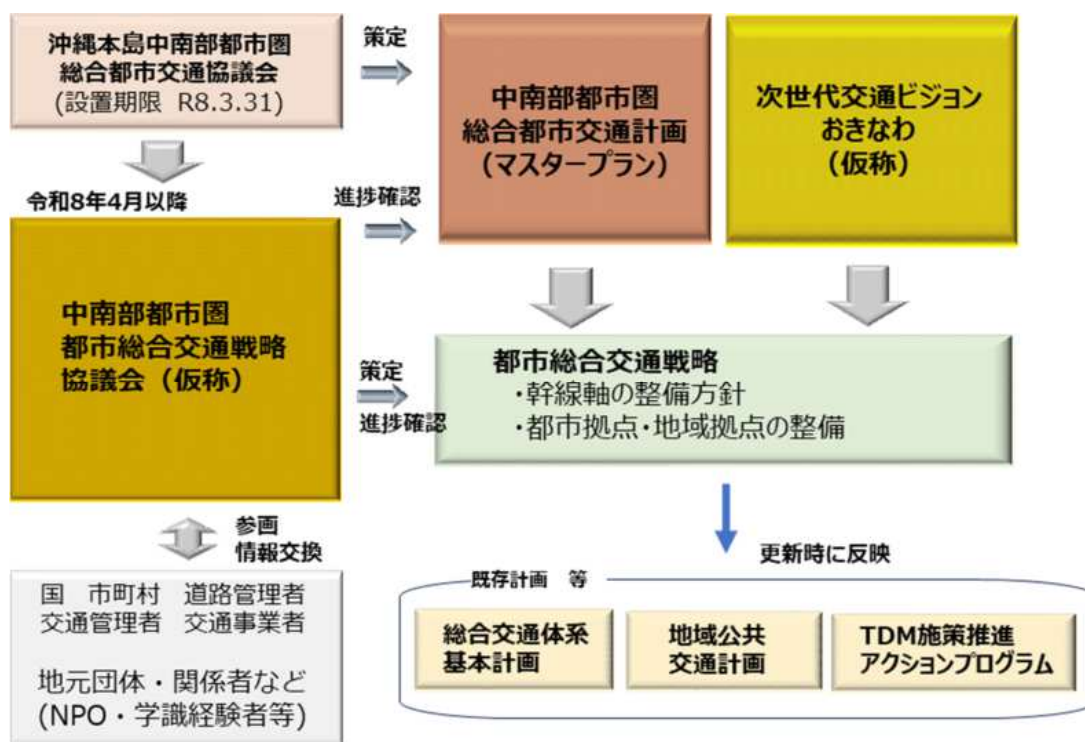 沖縄本島中南部都市圏
総合都市交通協議会
(設置期限 R8.3.31)
策定
中南部都市圏
総合都市交通計画
(マスタープラン)
次世代交通ビジョン
おきなわ
(仮称)
令和8年4月以降
進捗確認
中南部都市圏
都市総合交通戦略
協議会（仮称）
策定
進捗確認
都市総合交通戦略
・幹線軸の整備方針
・都市拠点・地域拠点の整備
参画
情報交換
更新時に反映
国　市町村　道路管理者
交通管理者　交通事業者
地元団体・関係者など
(NPO・学識経験者等)
既存計画　等
総合交通体系
基本計画
地域公共
交通計画
TDM施策推進
アクションプログラム